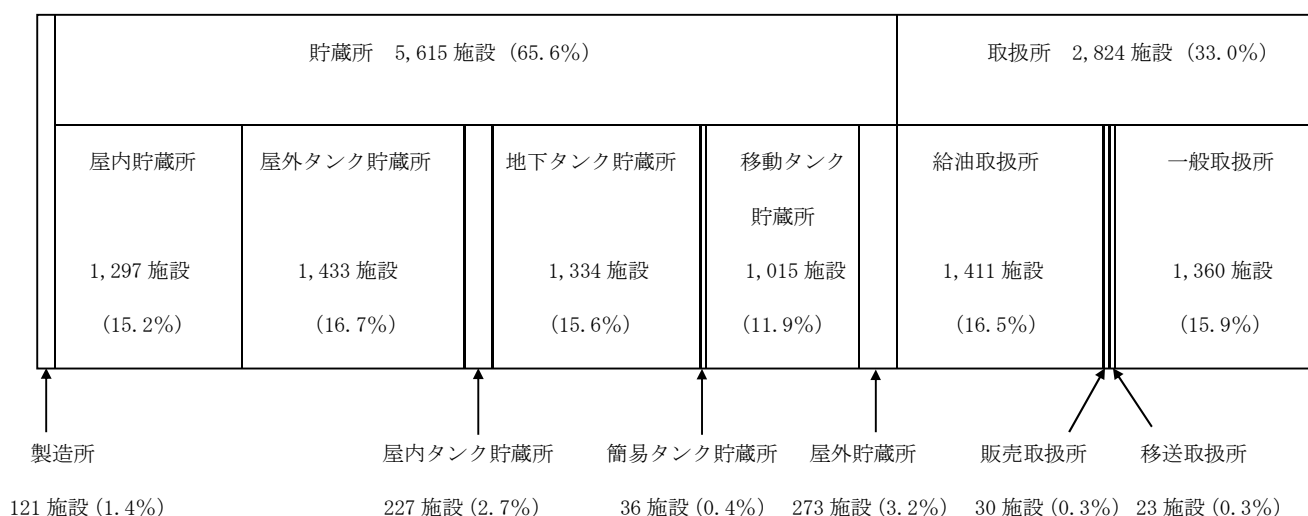 貯蔵所　5,615 施設 (65.6%)　取扱所　2,824 施設 (33.0%)
屋内貯蔵所　屋外タンク貯蔵所　地下タンク貯蔵所　移動タンク　給油取扱所　一般取扱所
貯蔵所
1,297 施設　1,433 施設　1,334 施設　1,015 施設　1,411 施設　1,360 施設
(15.2%)　(16.7%)　(15.6%)　(11.9%)　(16.5%)　(15.9%)
製造所　屋内タンク貯蔵所　簡易タンク貯蔵所　屋外貯蔵所　販売取扱所　移送取扱所
121 施設 (1.4%)　227 施設 (2.7%)　36 施設 (0.4%)　273 施設 (3.2%)　30 施設 (0.3%)　23 施設 (0.3%)